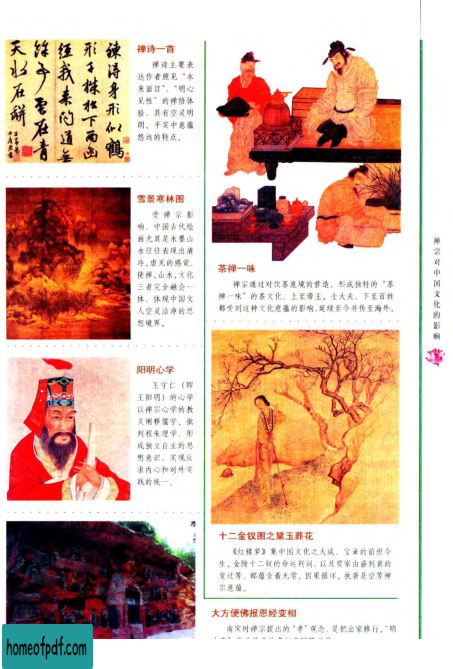 禅诗一首
禅诗主要表
达作者照见“本
来面目”、“明心
见性”的禅悟体
验，具有空灵明
朗、平实中意蕴
悠远的特点。
鍊得身形似鶴
形千株松下兩函
經我來問道無
餘 雲在青
天水在瓶
雪景寒林图
受禅宗影
响，中国古代绘
画尤其是水墨山
水往往表现出清
冷、虚无的感觉，
使禅、山水、文化
三者完全融会一
体，体现中国文
人空灵洁净的思
想境界。
阳明心学
王守仁（即
王阳明）的心学
以禅宗心学的教
义阐释儒学，批
判程朱理学，形
成独立自主的思
想意识，实现反
求内心和对外实
践的统一。
茶禅一味
禅宗通过对饮茶意境的营造，形成独特的“茶
禅一味”的茶文化，上至帝王、士大夫，下至百姓
都受到这种文化意蕴的影响，延续至今并传至海外。
十二金钗图之黛玉葬花
《红楼梦》集中国文化之大成，宝黛的前世今
生、金陵十二钗的命运判词，以及贾家由盛到衰的
变迁等，都蕴含着无常、因果循环、执著是空等禅
宗意蕴。
大方便佛报恩经变相
南宋时禅宗提出的“孝”观念，是把出家修行、“明
禅宗对中国文化的影响
homeofpdf.com